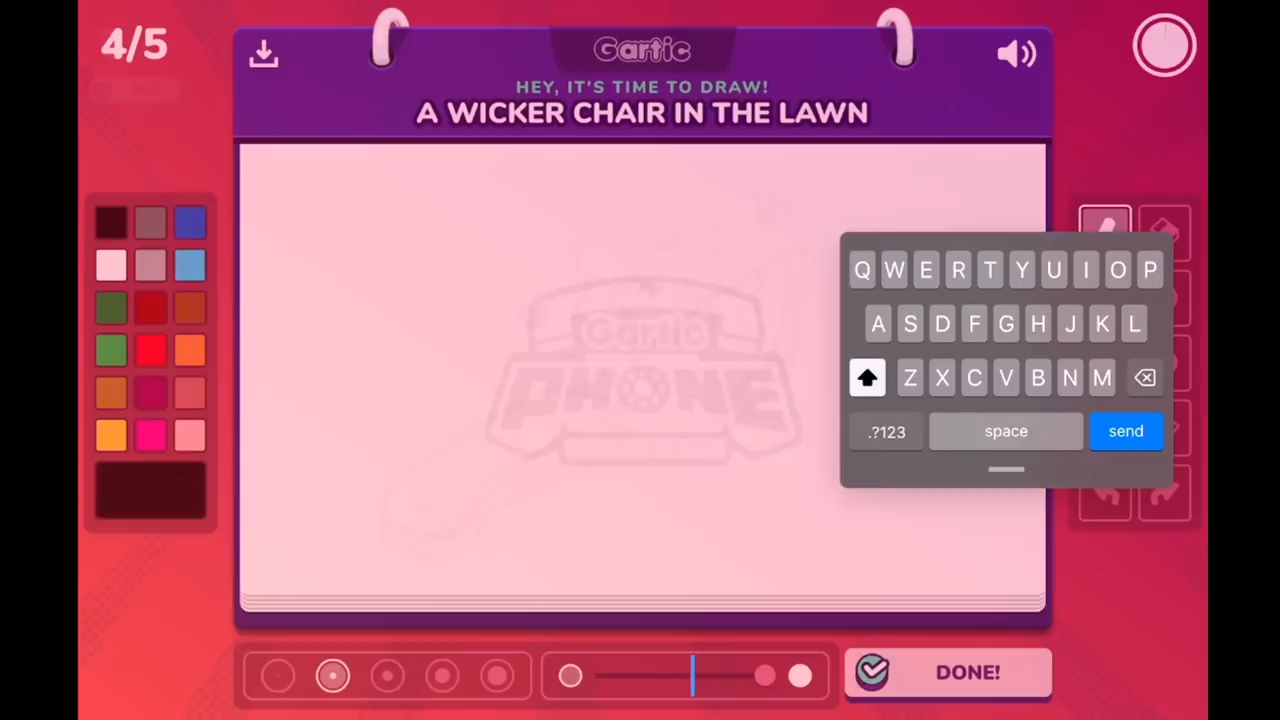 4/5
Gartic
HEY, IT'S TIME TO DRAW!
A WICKER CHAIR IN THE LAWN
Gartic
PHONE
Q W E R T Y U I O P
A S D F G H J K L
Z X C V B N M
.?123 space send
DONE!